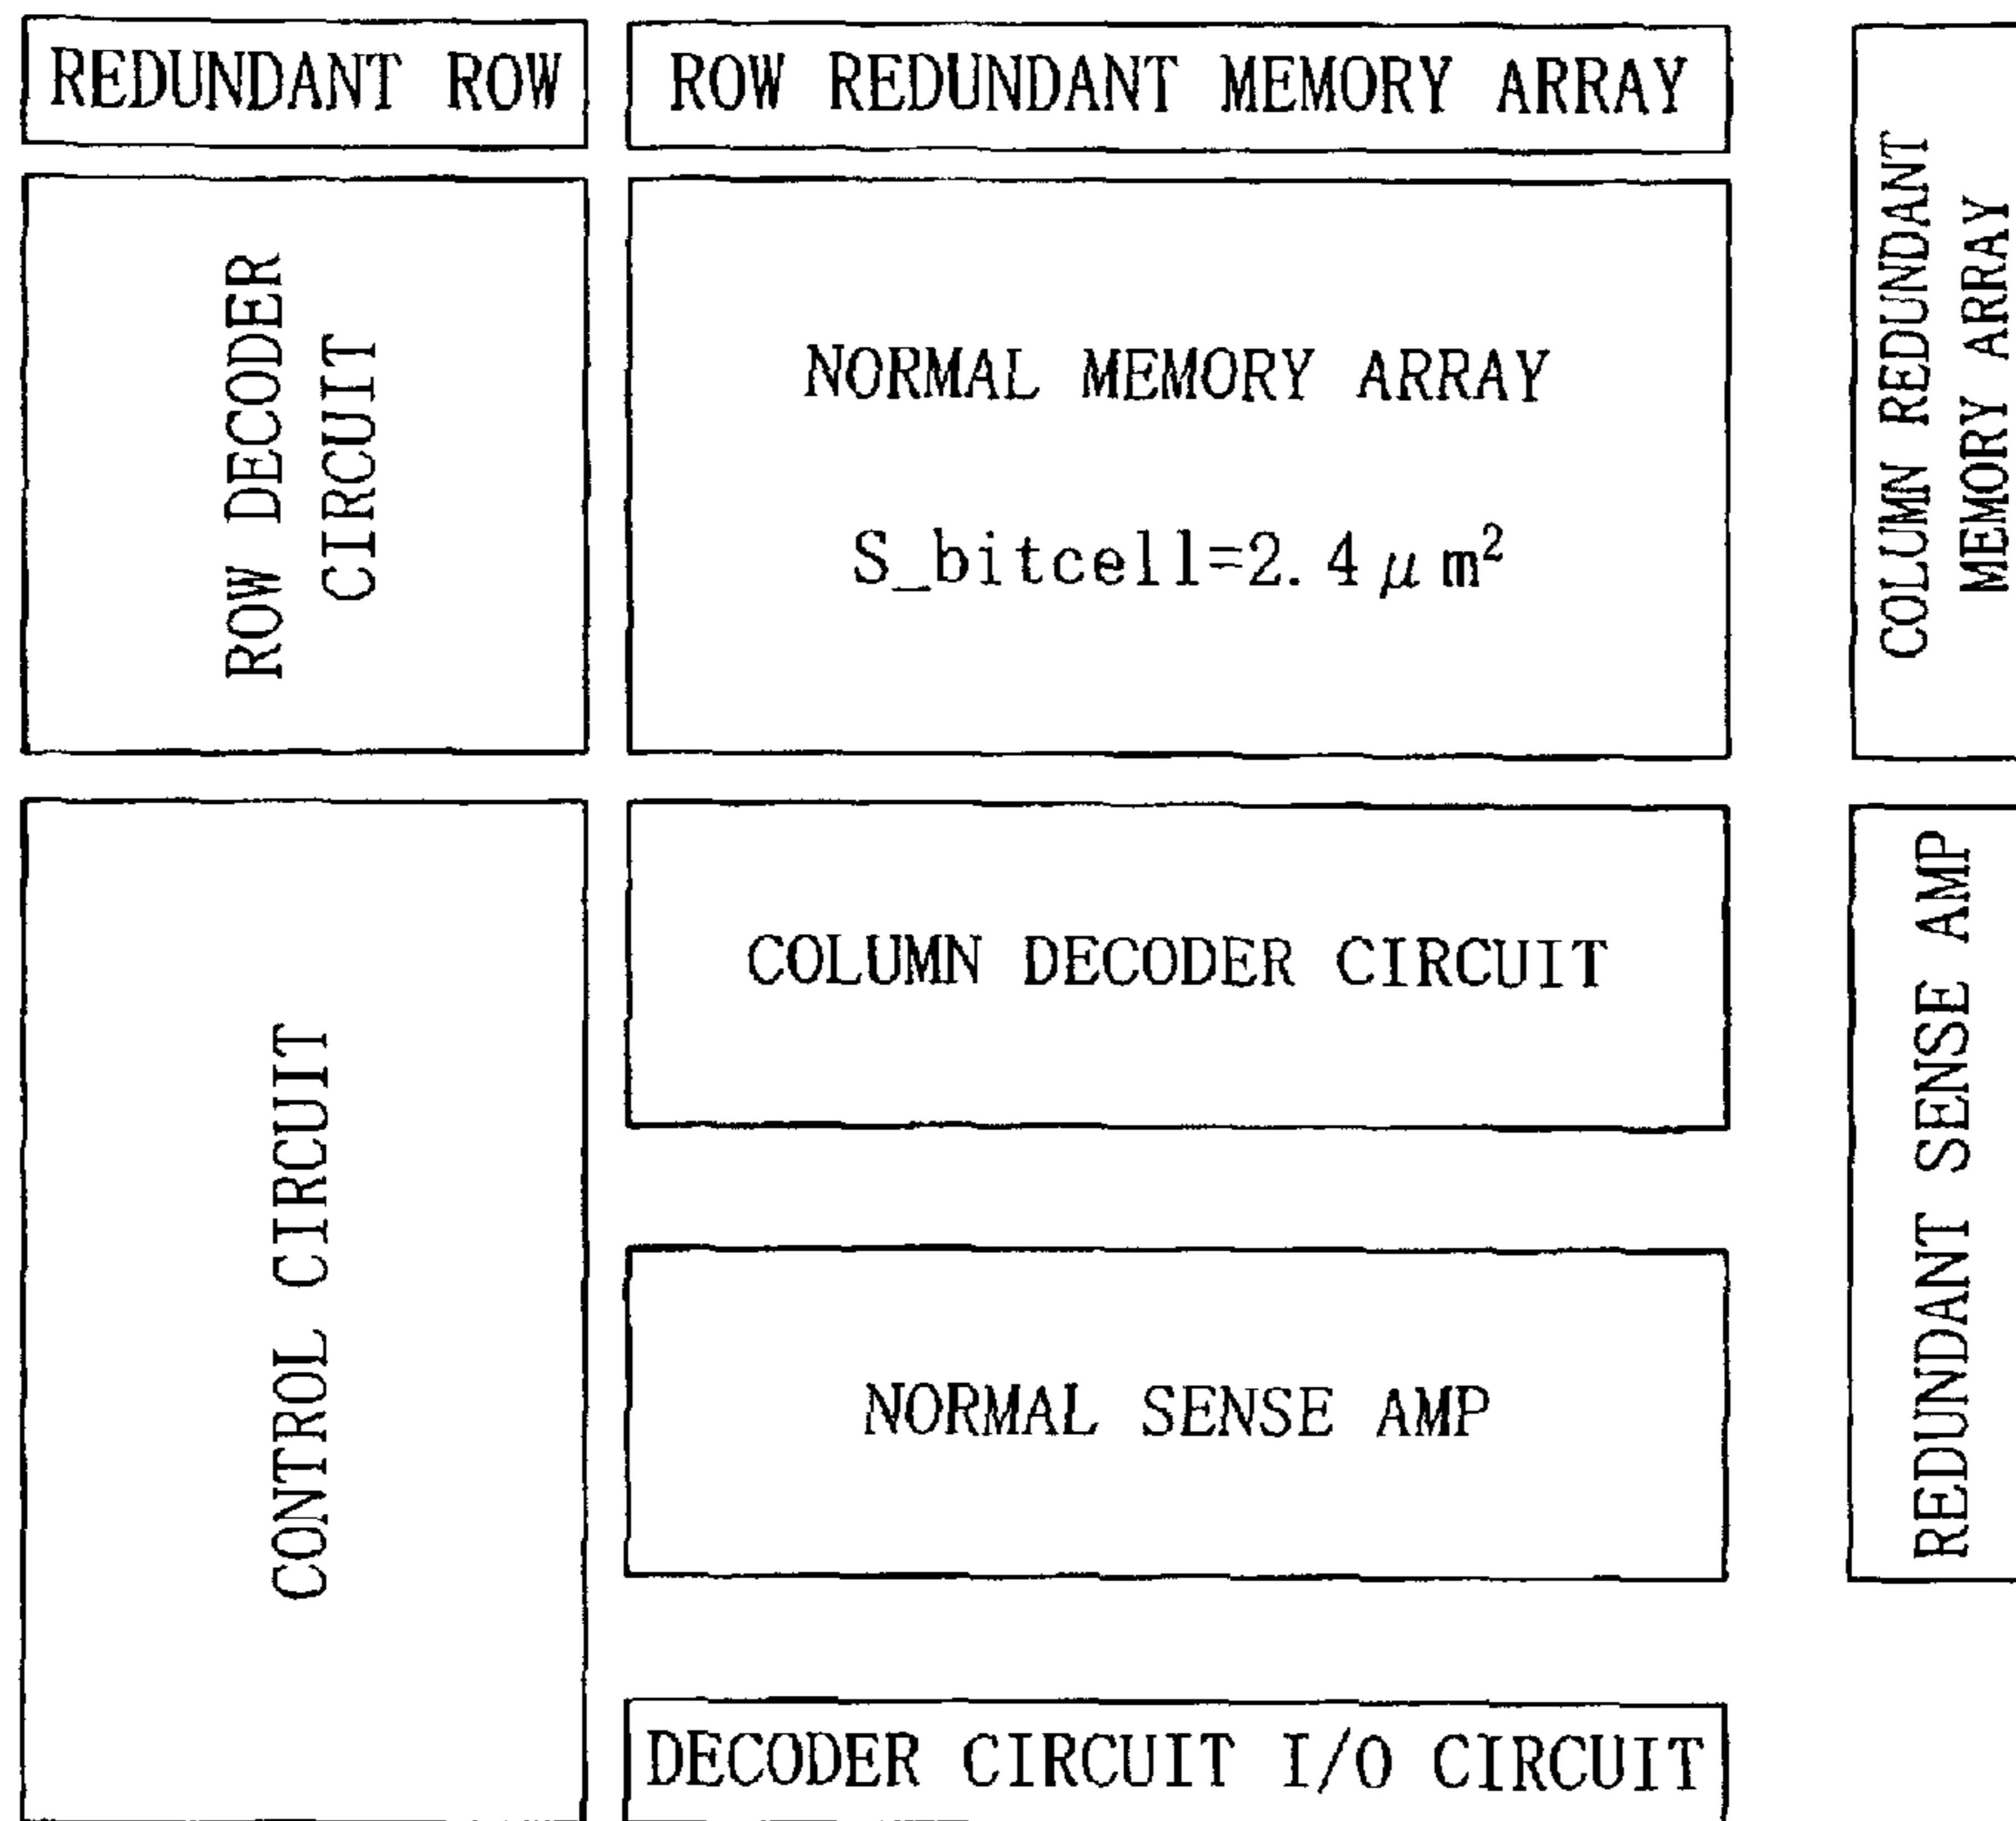 REDUNDANT ROW
ROW REDUNDANT MEMORY ARRAY
COLUMN REDUNDANT
MEMORY ARRAY
ROW DECODER
CIRCUIT
NORMAL MEMORY ARRAY
S_bitcell=2.4μm²
CONTROL CIRCUIT
COLUMN DECODER CIRCUIT
REDUNDANT SENSE AMP
NORMAL SENSE AMP
DECODER CIRCUIT I/O CIRCUIT